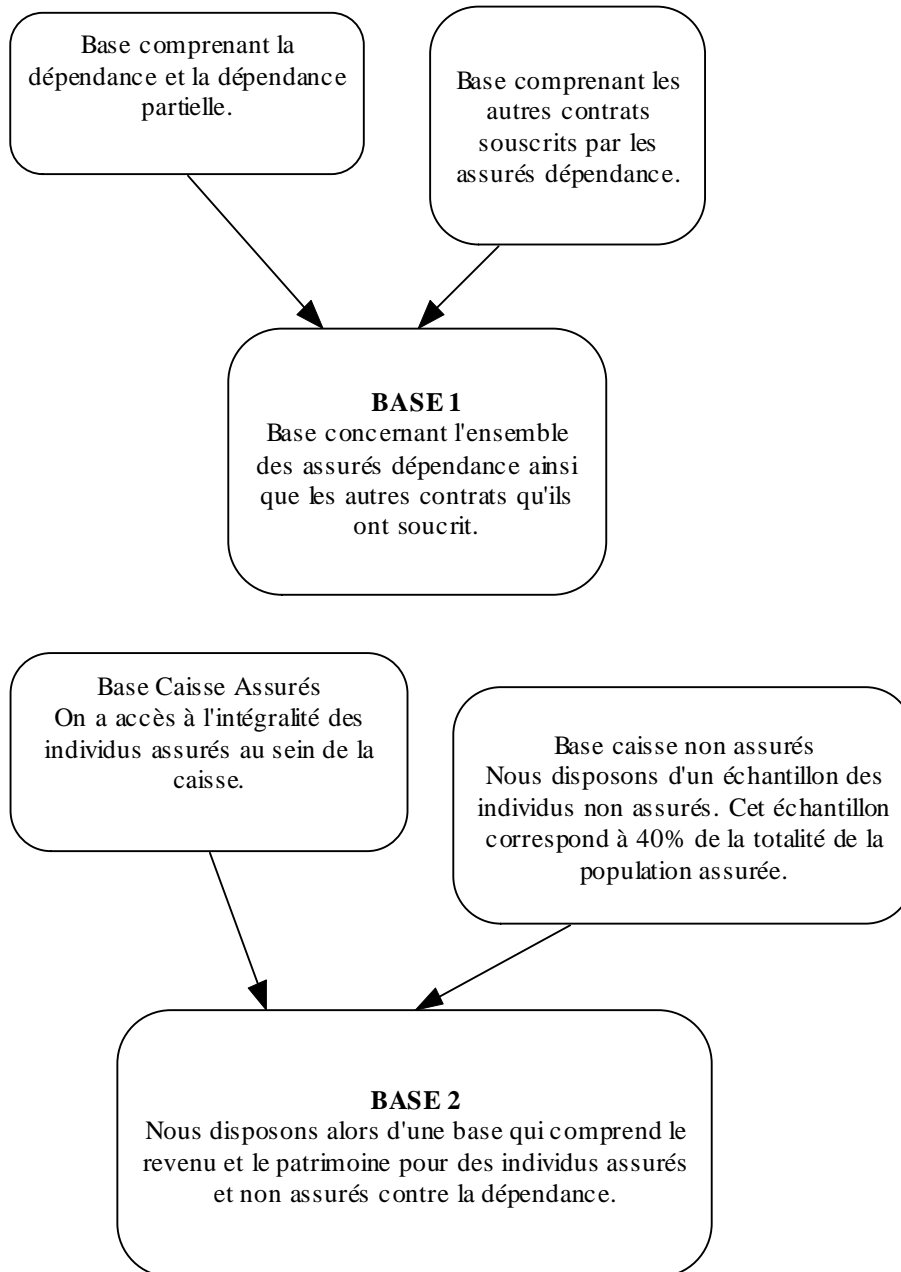 Base comprenant la
dépendance et la dépendance
partielle.
Base comprenant les
autres contrats
souscrits par les
assurés dépendance.
BASE 1
Base concernant l'ensemble
des assurés dépendance ainsi
que les autres contrats qu'ils
ont soucrit.
Base Caisse Assurés
On a accès à l'intégralité des
individus assurés au sein de la
caisse.
Base caisse non assurés
Nous disposons d'un échantillon des
individus non assurés. Cet échantillon
correspond à 40% de la totalité de la
population assurée.
BASE 2
Nous disposons alors d'une base qui comprend le
revenu et le patrimoine pour des individus assurés
et non assurés contre la dépendance.